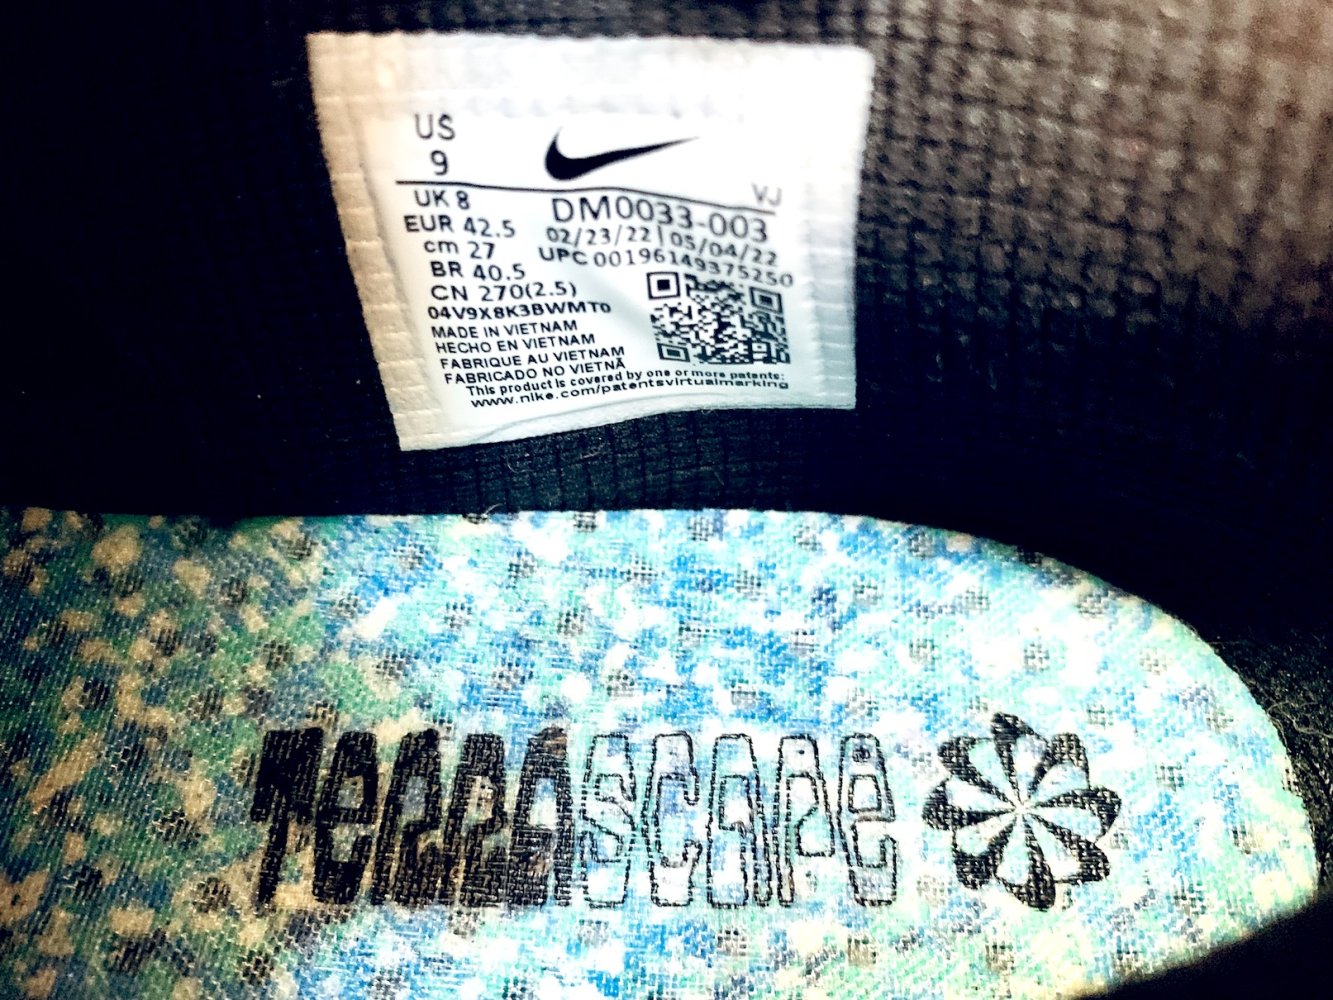 US
9
VJ
UK 8
DM0033-003
EUR 42.5
02/23/22 | 05/04/22
cm 27
UPC 00196149375250
BR 40.5
CN 270(2.5)
04V9X8K3BWMT0
MADE IN VIETNAM
HECHO EN VIETNAM
FABRIQUE AU VIETNAM
FABRICADO NO VIETNÃ
This product is covered by one or more patents:
www.nike.com/patentsvirtualmarking
Terrascape